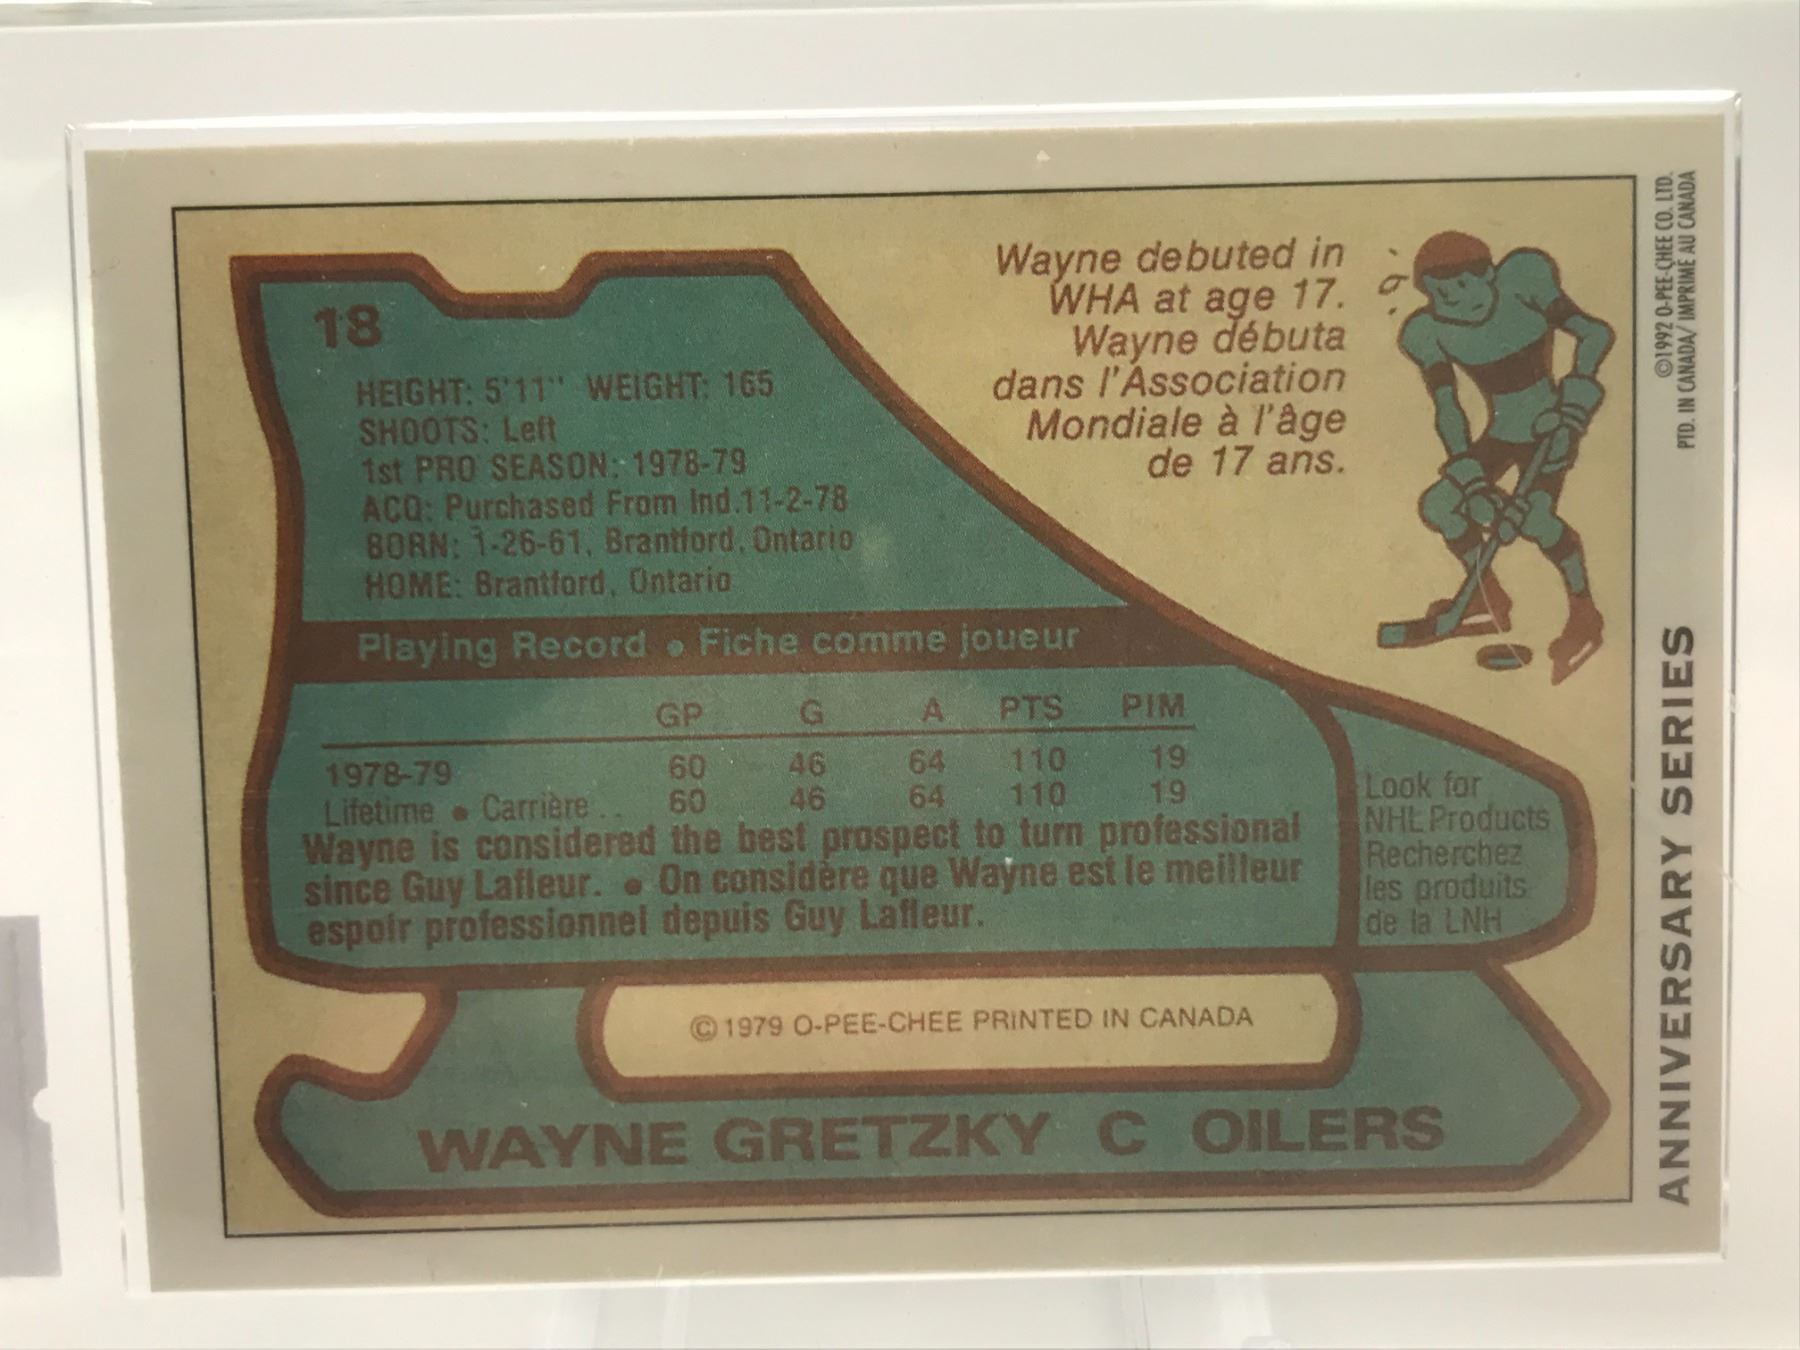 18
HEIGHT: 5'11" WEIGHT: 165
SHOOTS: Left
1st PRO SEASON: 1978-79
ACQ: Purchased From Ind.11-2-78
BORN: 1-26-61, Brantford, Ontario
HOME: Brantford, Ontario
Wayne debuted in
WHA at age 17.
Wayne débuta
dans l'Association
Mondiale à l'âge
de 17 ans.
Playing Record • Fiche comme joueur
GP G A PTS PIM
1978-79 60 46 64 110 19
Lifetime • Carrière .. 60 46 64 110 19
Wayne is considered the best prospect to turn professional
since Guy Lafleur. • On considère que Wayne est le meilleur
espoir professionnel depuis Guy Lafleur.
Look for
NHL Products
Recherchez
les produits
de la LNH
© 1979 O-PEE-CHEE PRINTED IN CANADA
WAYNE GRETZKY C OILERS
ANNIVERSARY SERIES
©1992 O-PEE-CHEE CO. LTD.
PTD. IN CANADA/IMPRIME AU CANADA